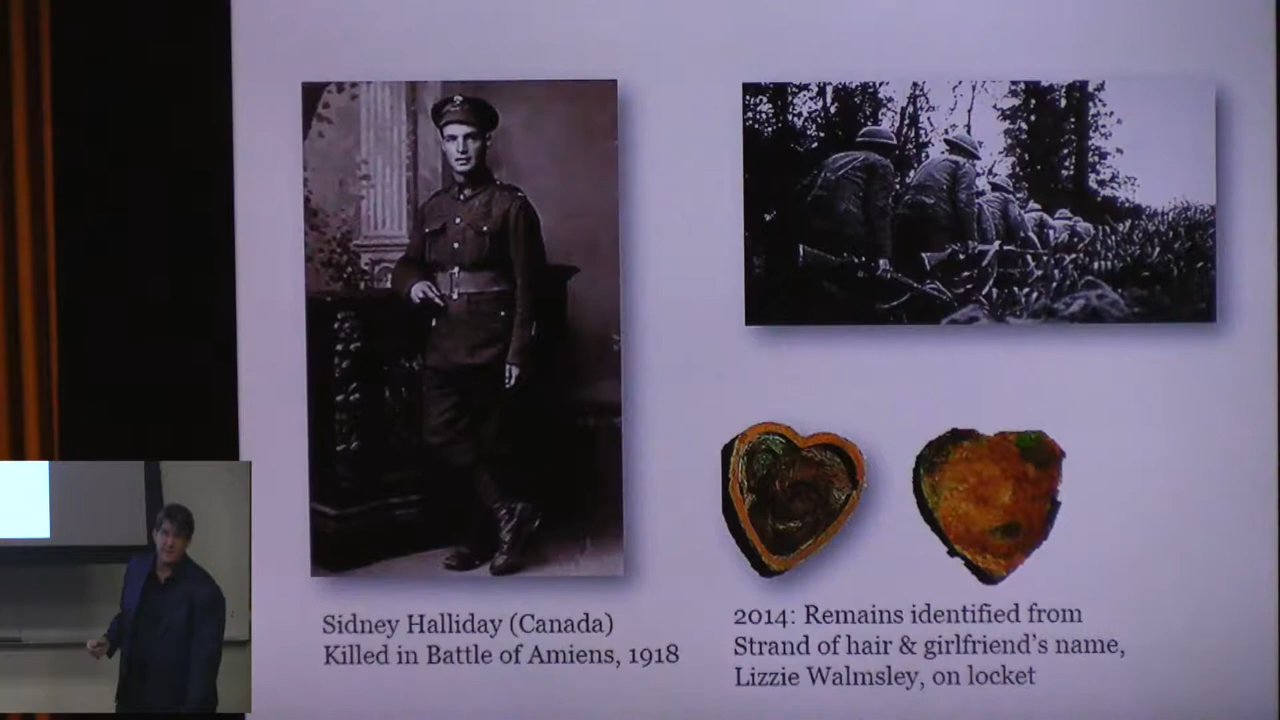 Sidney Halliday (Canada)
Killed in Battle of Amiens, 1918
2014: Remains identified from
Strand of hair & girlfriend's name,
Lizzie Walmsley, on locket